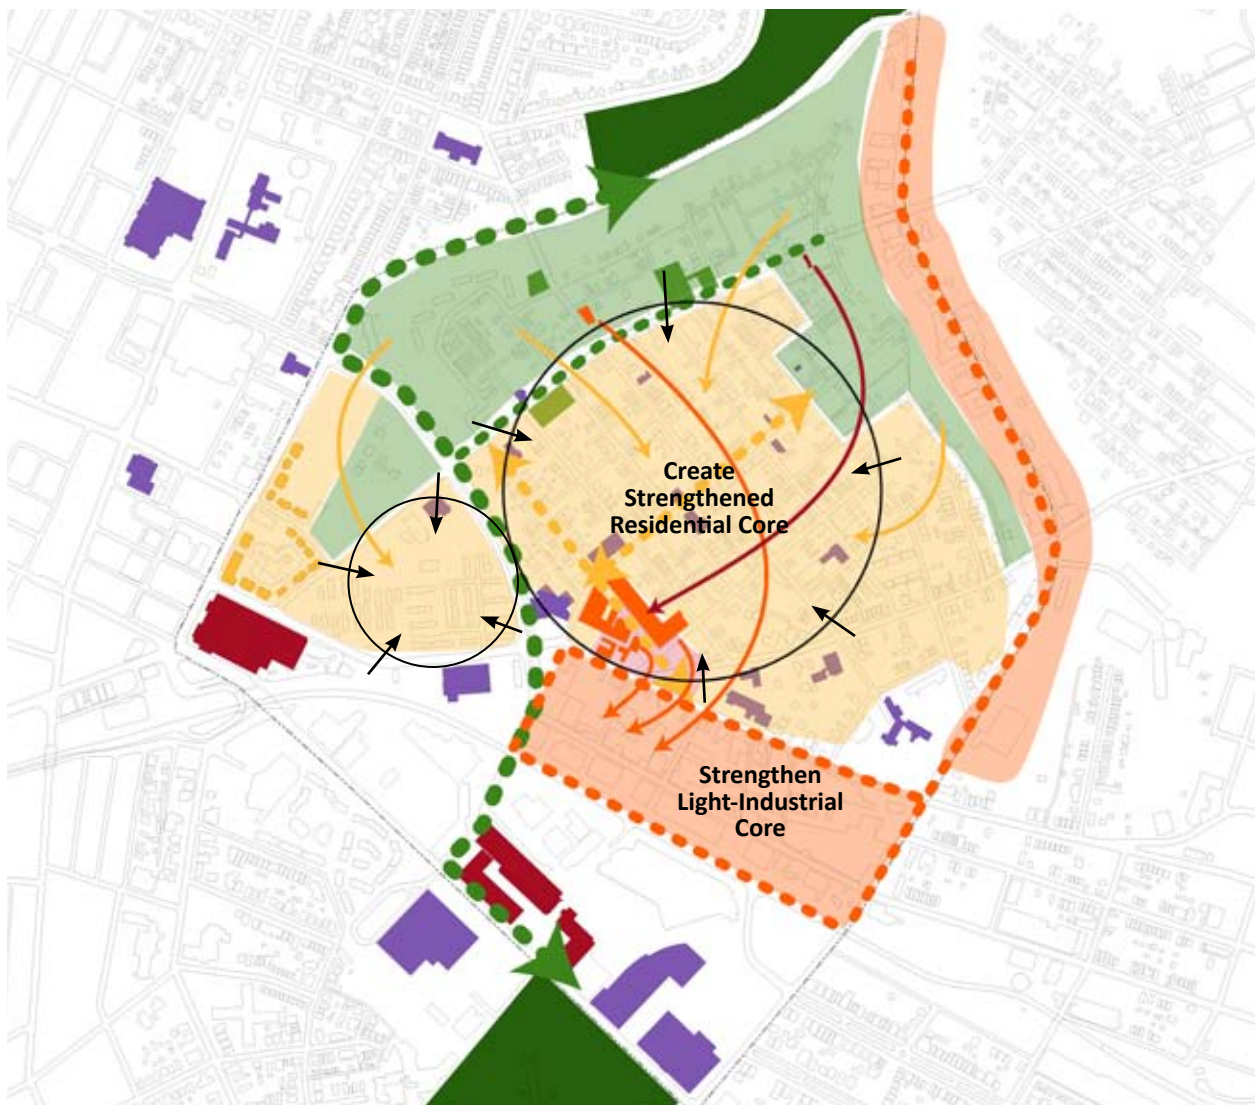 Create
Strengthened
Residential Core
Strengthen
Light-Industrial
Core